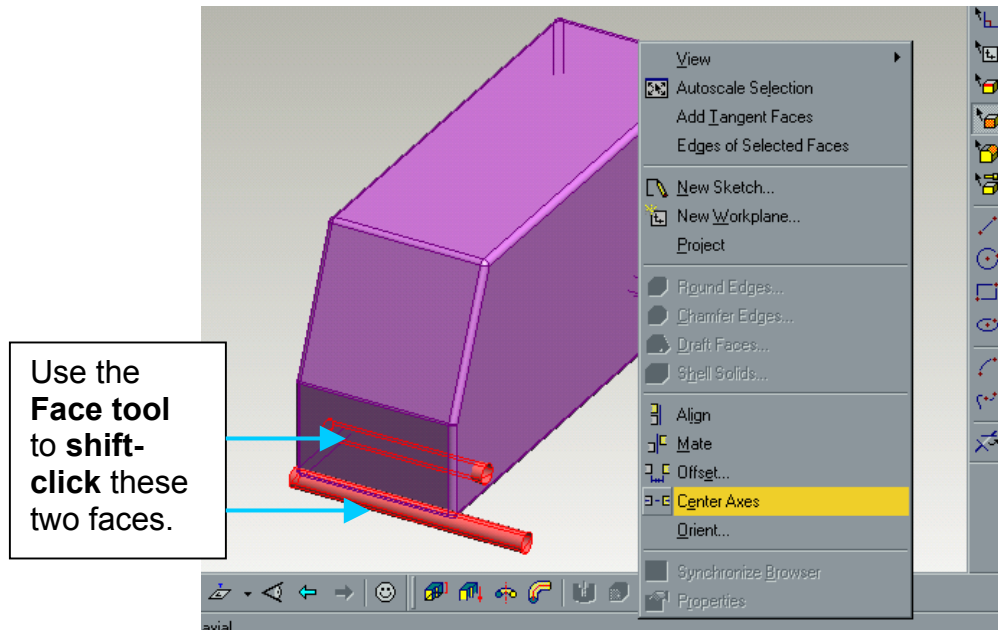 View
Autoscale Selection
Add Tangent Faces
Edges of Selected Faces
New Sketch...
New Workplane...
Project
Round Edges...
Chamfer Edges...
Draft Faces...
Shell Solids...
Align
Mate
Offset...
Center Axes
Orient...
Synchronize Browser
Properties
Use the
Face tool
to shift-
click these
two faces.
axial